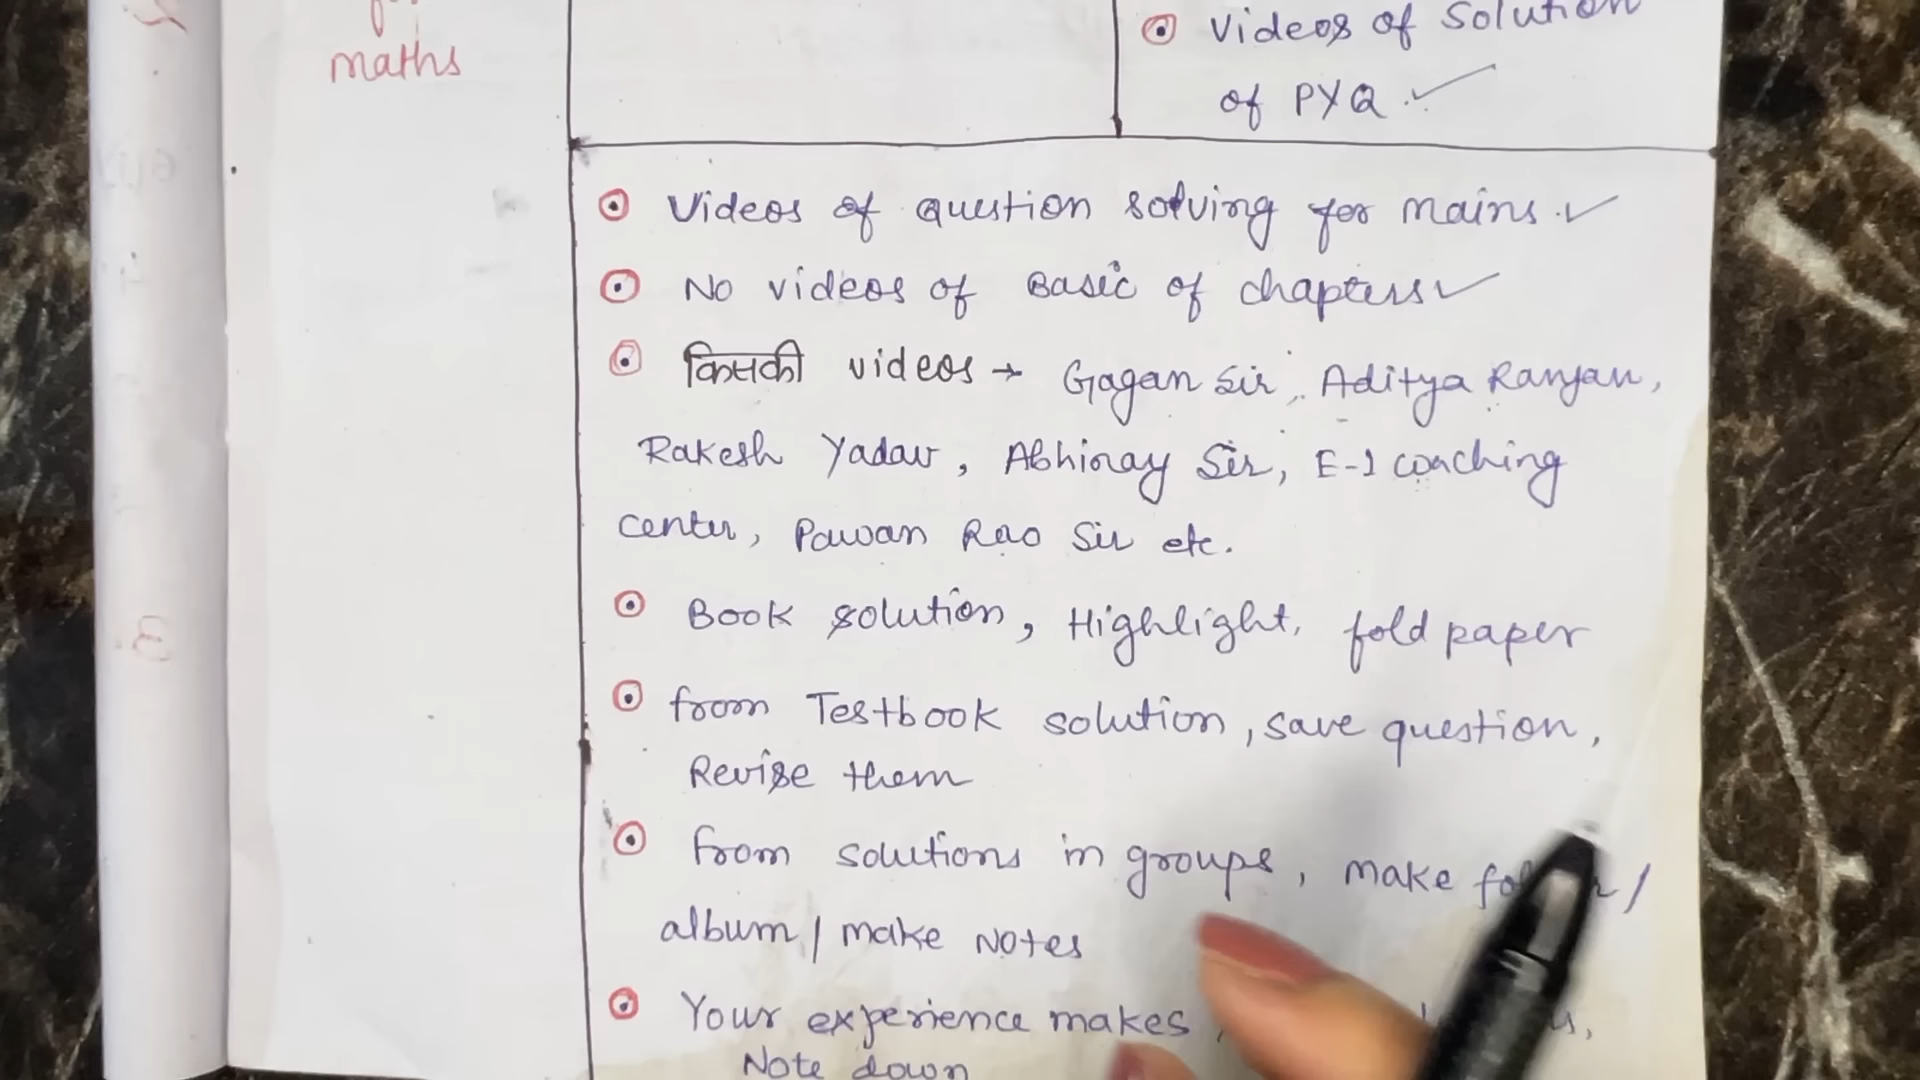 maths
Videos of Solution
of PYQ
Videos of question solving for mains.
No videos of Basic of chapters
किसकी videos → Gagan Sir, Aditya Ranjan,
Rakesh Yadav, Abhinay Sir, E-1 coaching
center, Pawan Rao Sir etc.
Book solution, Highlight, fold paper
from Testbook solution, save question,
Revise them
from solutions in groups, make /
album / make Notes
Your experience makes
Note down